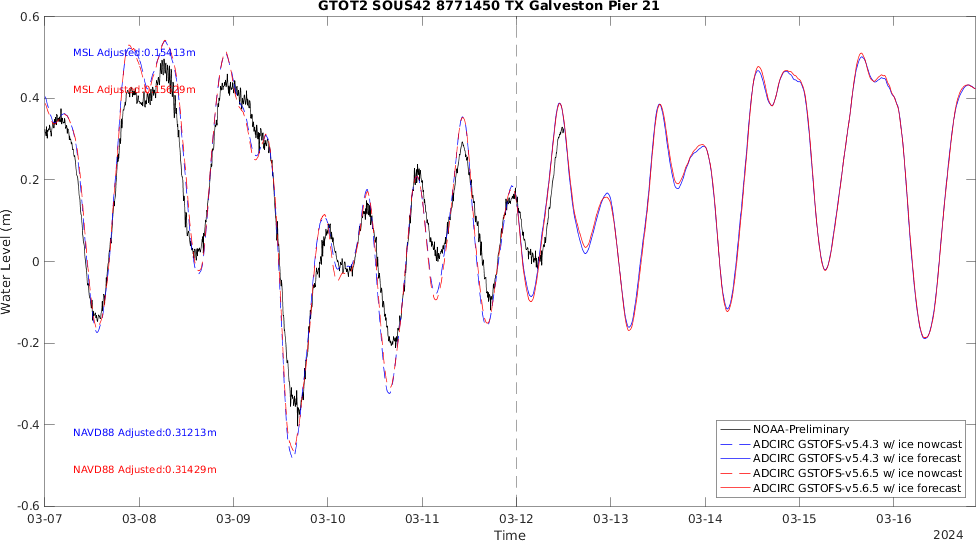 GTOT2 SOUS42 8771450 TX Galveston Pier 21
0.6
0.4
0.2
0
-0.2
-0.4
-0.6
Water Level (m)
MSL Adjusted:0.15413m
MSL Adjusted:0.15629m
NAVD88 Adjusted:0.31213m
NAVD88 Adjusted:0.31429m
NOAA-Preliminary
ADCIRC GSTOFS-v5.4.3 w/ ice nowcast
ADCIRC GSTOFS-v5.4.3 w/ ice forecast
ADCIRC GSTOFS-v5.6.5 w/ ice nowcast
ADCIRC GSTOFS-v5.6.5 w/ ice forecast
03-07 03-08 03-09 03-10 03-11 03-12 03-13 03-14 03-15 03-16
Time
2024